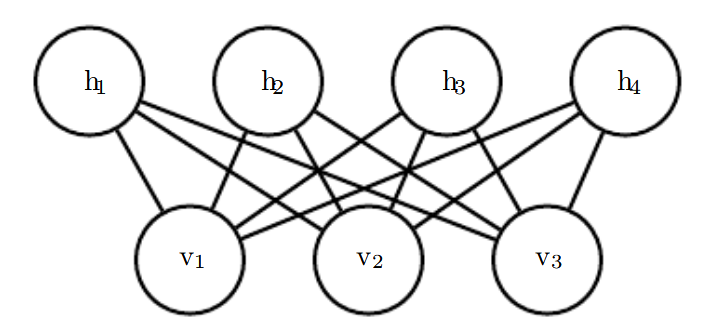 h₁ h₂ h₃ h₄
v₁ v₂ v₃